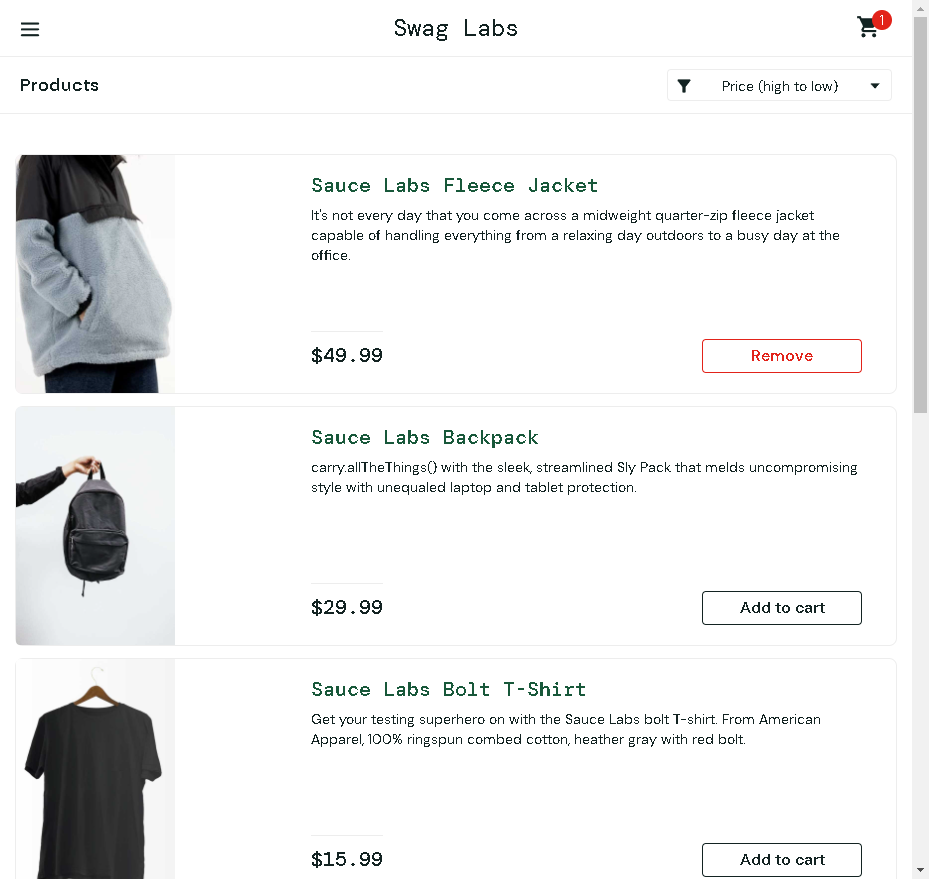 Swag Labs
1
Products
Price (high to low)
Sauce Labs Fleece Jacket
It's not every day that you come across a midweight quarter-zip fleece jacket
capable of handling everything from a relaxing day outdoors to a busy day at the
office.
$49.99
Remove
Sauce Labs Backpack
carry.allTheThings() with the sleek, streamlined Sly Pack that melds uncompromising
style with unequaled laptop and tablet protection.
$29.99
Add to cart
Sauce Labs Bolt T-Shirt
Get your testing superhero on with the Sauce Labs bolt T-shirt. From American
Apparel, 100% ringspun combed cotton, heather gray with red bolt.
$15.99
Add to cart